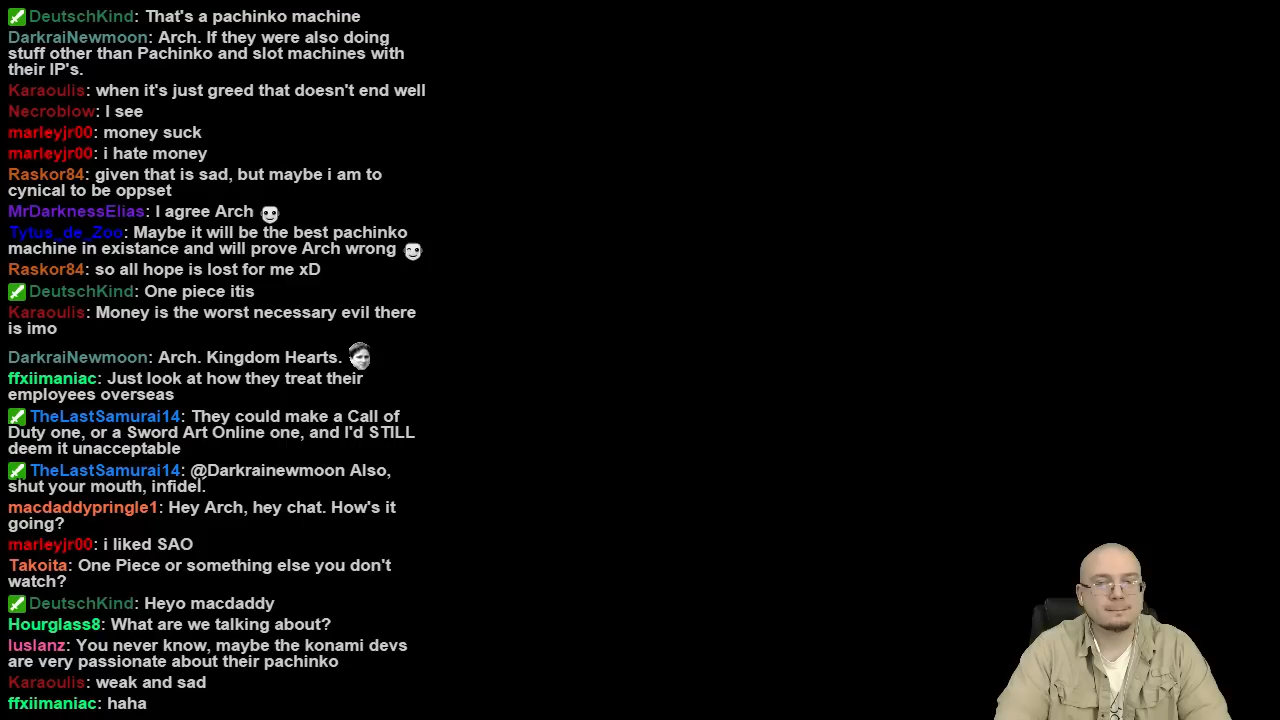 DeutschKind: That's a pachinko machine
DarkraiNewmoon: Arch. If they were also doing
stuff other than Pachinko and slot machines with
their IP's.
Karaoulis: when it's just greed that doesn't end well
Necroblow: I see
marleyjr00: money suck
marleyjr00: i hate money
Raskor84: given that is sad, but maybe i am to
cynical to be oppset
MrDarknessElias: I agree Arch
Tytus_de_Zoo: Maybe it will be the best pachinko
machine in existance and will prove Arch wrong
Raskor84: so all hope is lost for me xD
DeutschKind: One piece itis
Karaoulis: Money is the worst necessary evil there
is imo
DarkraiNewmoon: Arch. Kingdom Hearts.
ffxiimaniac: Just look at how they treat their
employees overseas
TheLastSamurai14: They could make a Call of
Duty one, or a Sword Art Online one, and I'd STILL
deem it unacceptable
TheLastSamurai14: @Darkrainewmoon Also,
shut your mouth, infidel.
macdaddypringle1: Hey Arch, hey chat. How's it
going?
marleyjr00: i liked SAO
Takoita: One Piece or something else you don't
watch?
DeutschKind: Heyo macdaddy
Hourglass8: What are we talking about?
luslanz: You never know, maybe the konami devs
are very passionate about their pachinko
Karaoulis: weak and sad
ffxiimaniac: haha